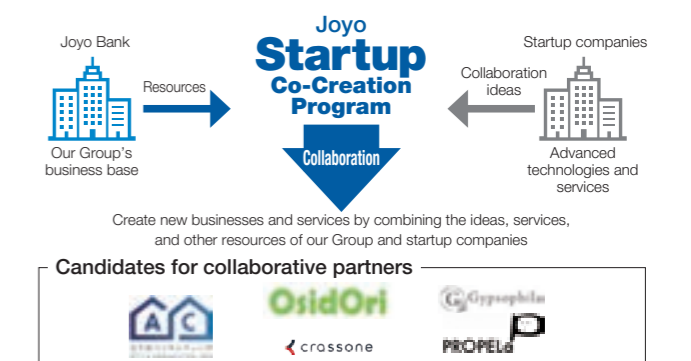 Joyo
Startup
Co-Creation
Program
Joyo Bank
Resources
Our Group's
business base
Startup companies
Collaboration
ideas
Advanced
technologies and
services
Collaboration
Create new businesses and services by combining the ideas, services,
and other resources of our Group and startup companies
Candidates for collaborative partners
AC
OsidOri
crassone
Gypsophila